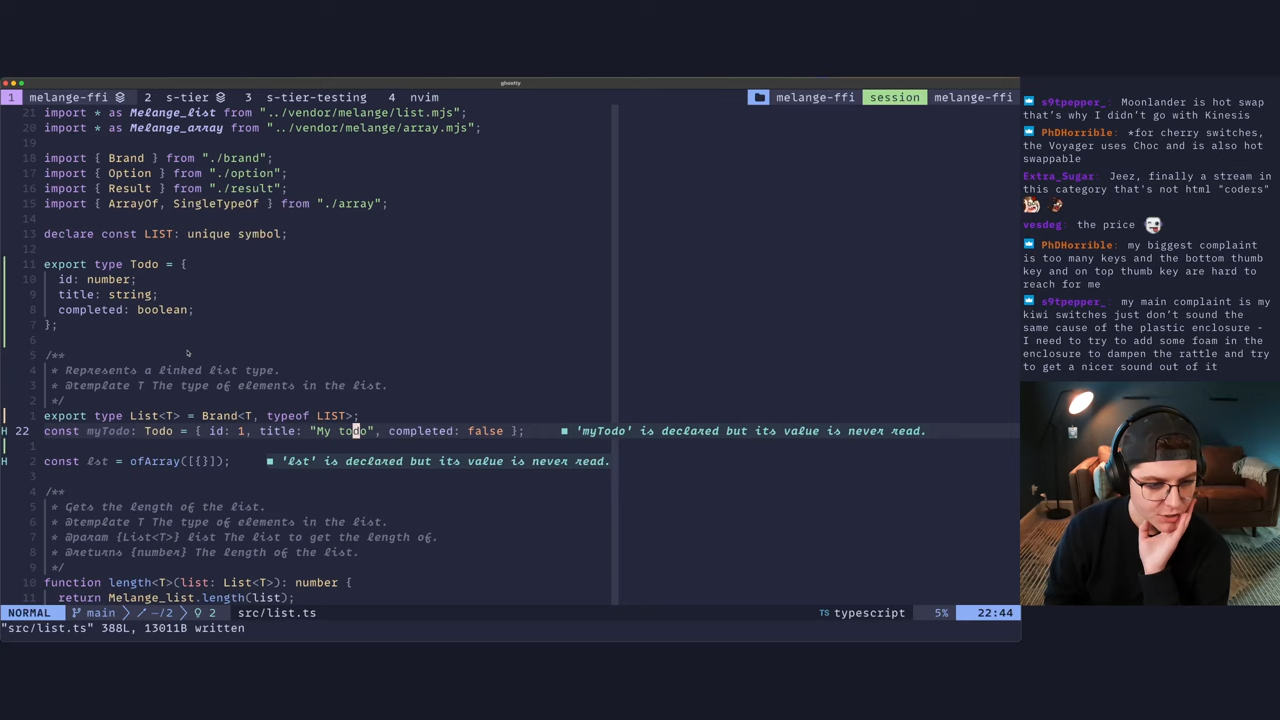 ghostty
1 melange-ffi 2 s-tier 3 s-tier-testing 4 nvim melange-ffi session melange-ffi
21 import * as Melange_list from "../vendor/melange/list.mjs";
20 import * as Melange_array from "../vendor/melange/array.mjs";
19
18 import { Brand } from "./brand";
17 import { Option } from "./option";
16 import { Result } from "./result";
15 import { ArrayOf, SingleTypeOf } from "./array";
14
13 declare const LIST: unique symbol;
12
11 export type Todo = {
10 id: number;
9 title: string;
8 completed: boolean;
7 };
6
5 /**
4 * Represents a linked list type.
3 * @template T The type of elements in the list.
2 */
1 export type List<T> = Brand<T, typeof LIST>;
H 22 const myTodo: Todo = { id: 1, title: "My todo", completed: false }; ■ 'myTodo' is declared but its value is never read.
1
H 2 const lst = ofArray([{}]); ■ 'lst' is declared but its value is never read.
3
4 /**
5 * Gets the length of the list.
6 * @template T The type of elements in the list.
7 * @param {List<T>} list The list to get the length of.
8 * @returns {number} The length of the list.
9 */
10 function length<T>(list: List<T>): number {
11 return Melange_list.length(list);
NORMAL main —/2 2 src/list.ts TS typescript 5% 22:44
"src/list.ts" 388L, 13011B written
s9tpepper_: Moonlander is hot swap
that's why I didn't go with Kinesis
PhDHorrible: *for cherry switches,
the Voyager uses Choc and is also hot
swappable
Extra_Sugar: Jeez, finally a stream in
this category that's not html "coders"
vesdeg: the price
PhDHorrible: my biggest complaint
is too many keys and the bottom thumb
key and on top thumb key are hard to
reach for me
s9tpepper_: my main complaint is my
kiwi switches just don't sound the
same cause of the plastic enclosure -
I need to try to add some foam in the
enclosure to dampen the rattle and try
to get a nicer sound out of it